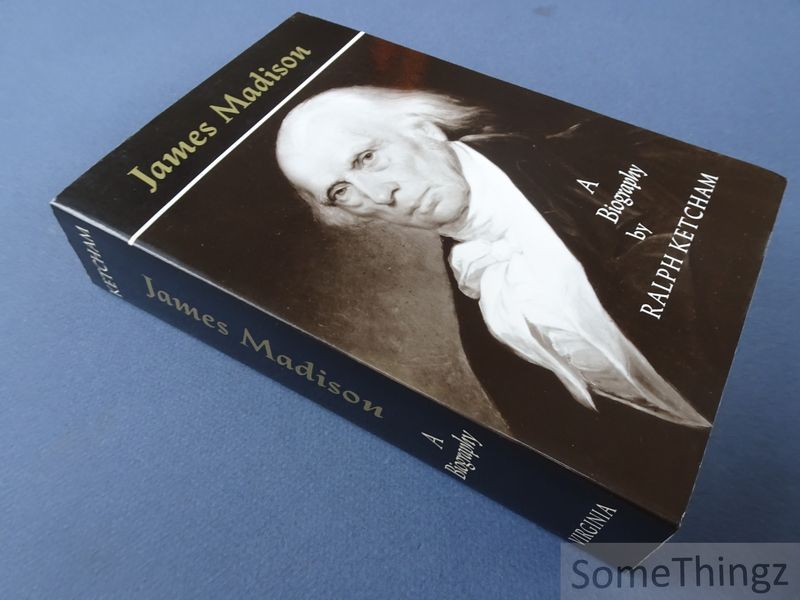 James Madison
A
Biography
by
RALPH KETCHAM
KETCHAM
James Madison
A
Biography
VIRGINIA
SomeThingz